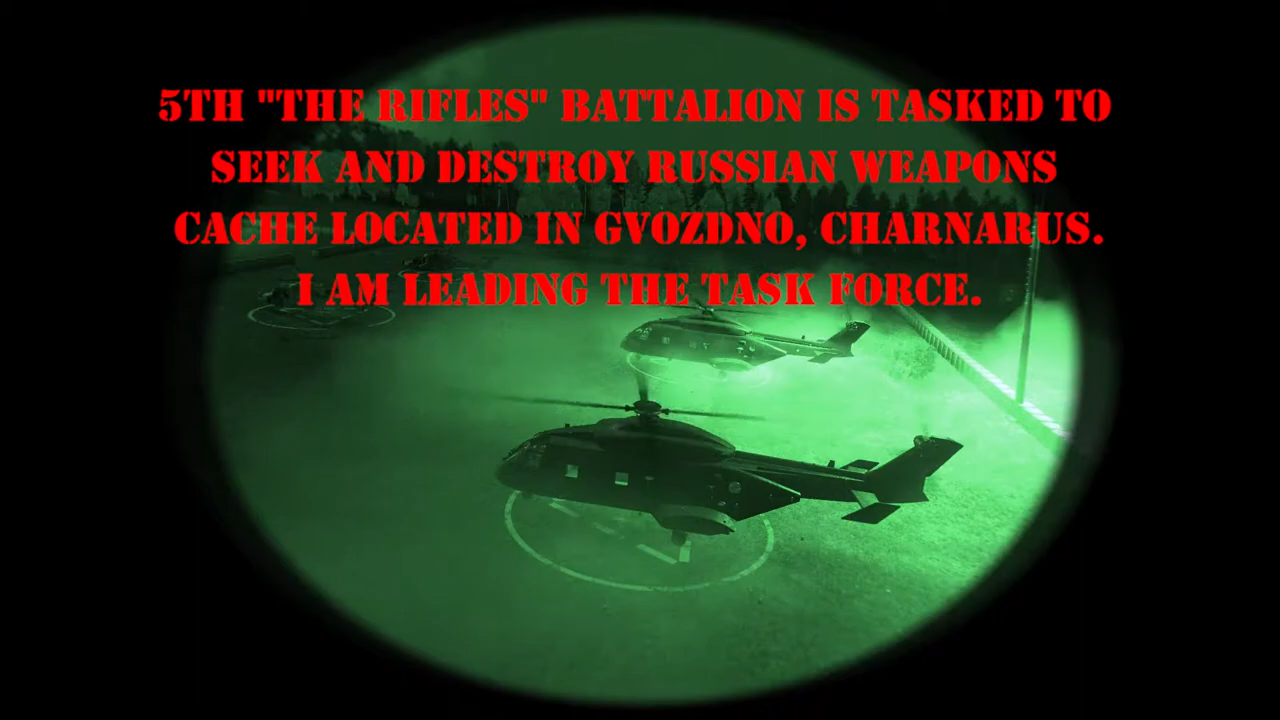 5TH "THE RIFLES" BATTALION IS TASKED TO
SEEK AND DESTROY RUSSIAN WEAPONS
CACHE LOCATED IN GVOZDNO, CHARNARUS.
I AM LEADING THE TASK FORCE.